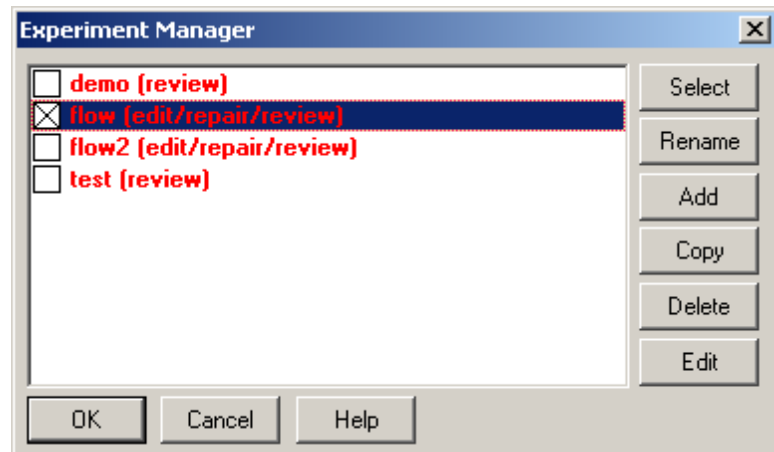 Experiment Manager
demo (review)
flow (edit/repair/review)
flow2 (edit/repair/review)
test (review)
Select
Rename
Add
Copy
Delete
Edit
OK
Cancel
Help